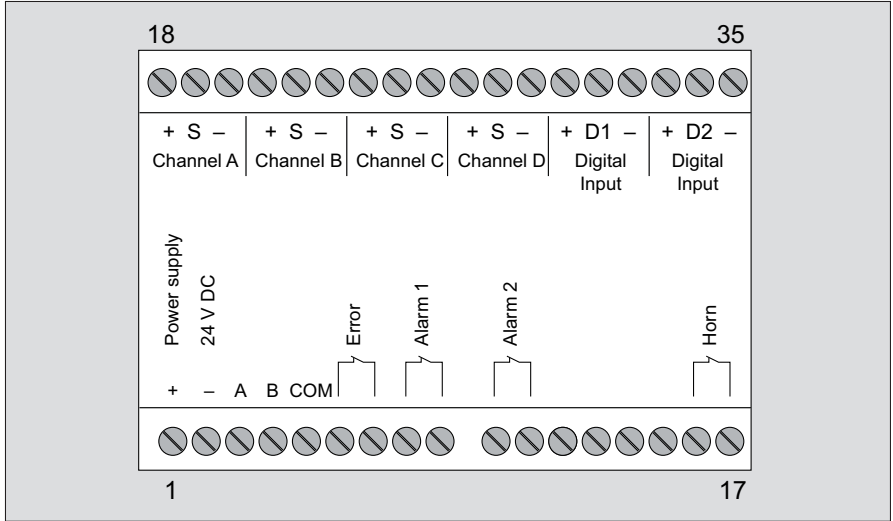 18 35
+ S – + S – + S – + S – + D1 – + D2 –
Channel A Channel B Channel C Channel D Digital Digital
Input Input
Power supply
24 V DC
Error
Alarm 1
Alarm 2
Horn
+ – A B COM
1 17